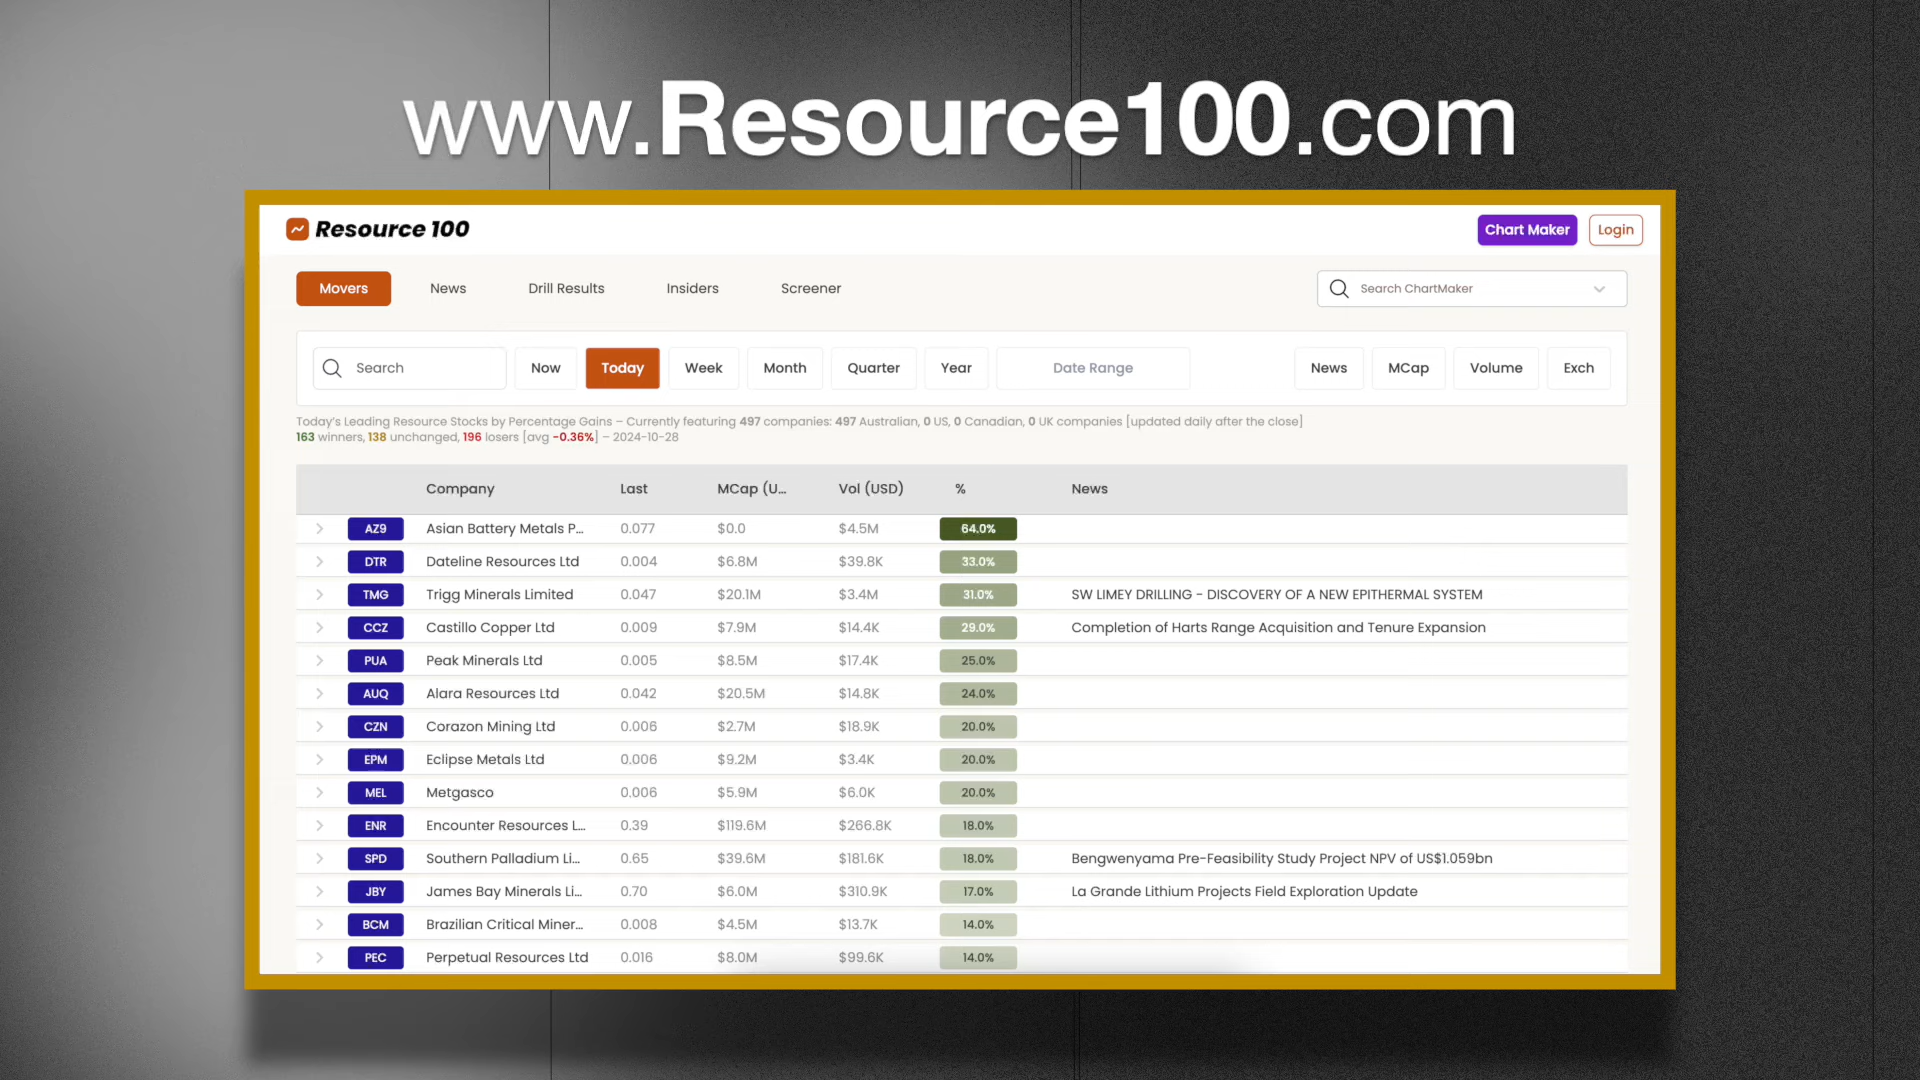 www.Resource100.com
Resource 100
Chart Maker
Login
Movers
News
Drill Results
Insiders
Screener
Search ChartMaker
Search
Now
Today
Week
Month
Quarter
Year
Date Range
News
MCap
Volume
Exch
Today's Leading Resource Stocks by Percentage Gains – Currently featuring 497 companies: 497 Australian, 0 US, 0 Canadian, 0 UK companies [updated daily after the close]
163 winners, 138 unchanged, 196 losers [avg -0.36%] – 2024-10-28
Company Last MCap (U... Vol (USD) % News
AZ9 Asian Battery Metals P... 0.077 $0.0 $4.5M 64.0%
DTR Dateline Resources Ltd 0.004 $6.8M $39.8K 33.0%
TMG Trigg Minerals Limited 0.047 $20.1M $3.4M 31.0% SW LIMEY DRILLING - DISCOVERY OF A NEW EPITHERMAL SYSTEM
CCZ Castillo Copper Ltd 0.009 $7.9M $14.4K 29.0% Completion of Harts Range Acquisition and Tenure Expansion
PUA Peak Minerals Ltd 0.005 $8.5M $17.4K 25.0%
AUQ Alara Resources Ltd 0.042 $20.5M $14.8K 24.0%
CZN Corazon Mining Ltd 0.006 $2.7M $18.9K 20.0%
EPM Eclipse Metals Ltd 0.006 $9.2M $3.4K 20.0%
MEL Metgasco 0.006 $5.9M $6.0K 20.0%
ENR Encounter Resources L... 0.39 $119.6M $266.8K 18.0%
SPD Southern Palladium Li... 0.65 $39.6M $181.6K 18.0% Bengwenyama Pre-Feasibility Study Project NPV of US$1.059bn
JBY James Bay Minerals Li... 0.70 $6.0M $310.9K 17.0% La Grande Lithium Projects Field Exploration Update
BCM Brazilian Critical Miner... 0.008 $4.5M $13.7K 14.0%
PEC Perpetual Resources Ltd 0.016 $8.0M $99.6K 14.0%